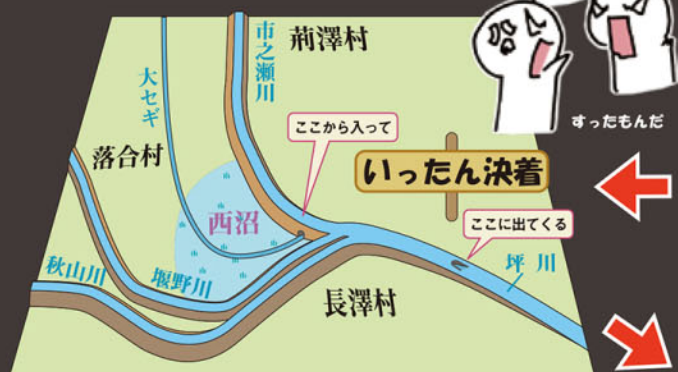 市之瀬川
荊澤村
大セギ
すったもんだ
ここから入って
落合村
いったん決着
西沼
ここに出てくる
秋山川
堰野川
坪川
長澤村